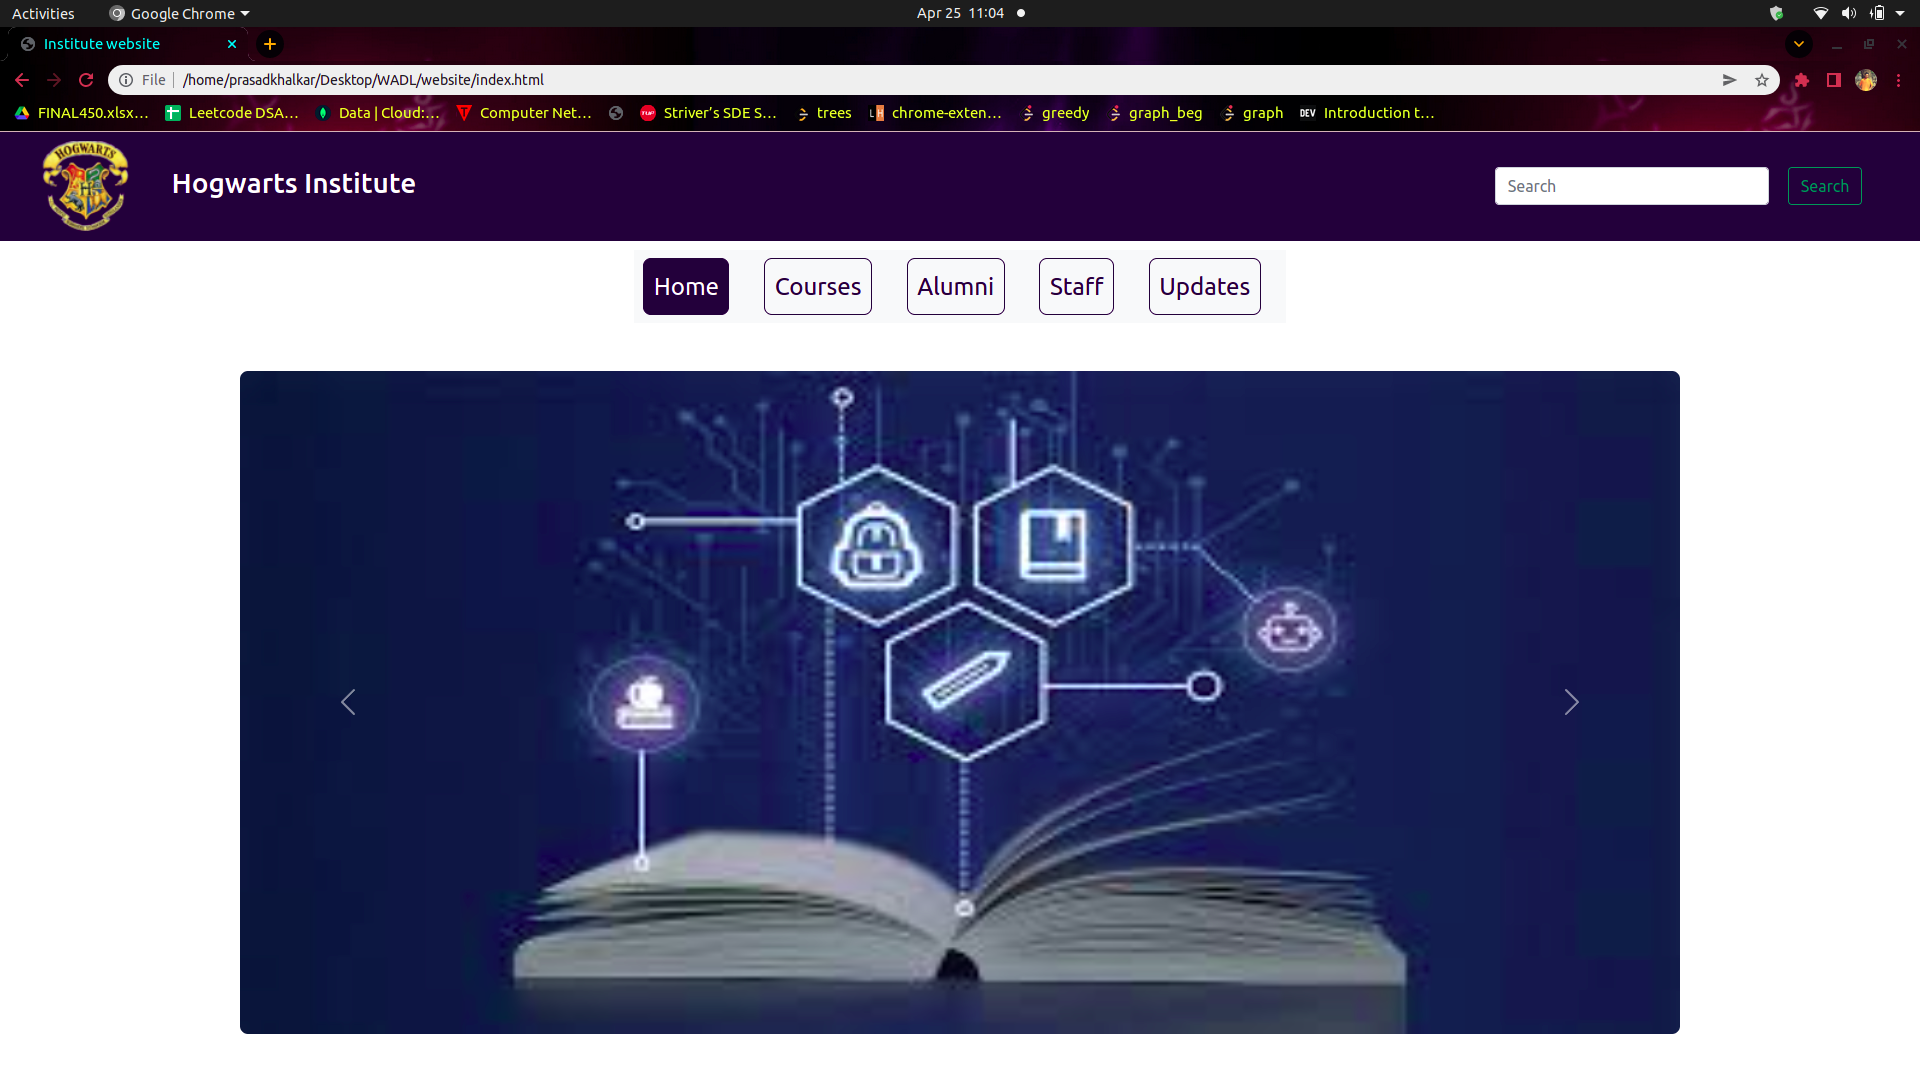 Activities Google Chrome Apr 25 11:04
Institute website
File /home/prasadkhalkar/Desktop/WADL/website/index.html
FINAL450.xlsx... Leetcode DSA... Data | Cloud:... Computer Net... Striver's SDE S... trees LH chrome-exten... greedy graph_beg graph DEV Introduction t...
HOGWARTS
Hogwarts Institute Search Search
Home Courses Alumni Staff Updates